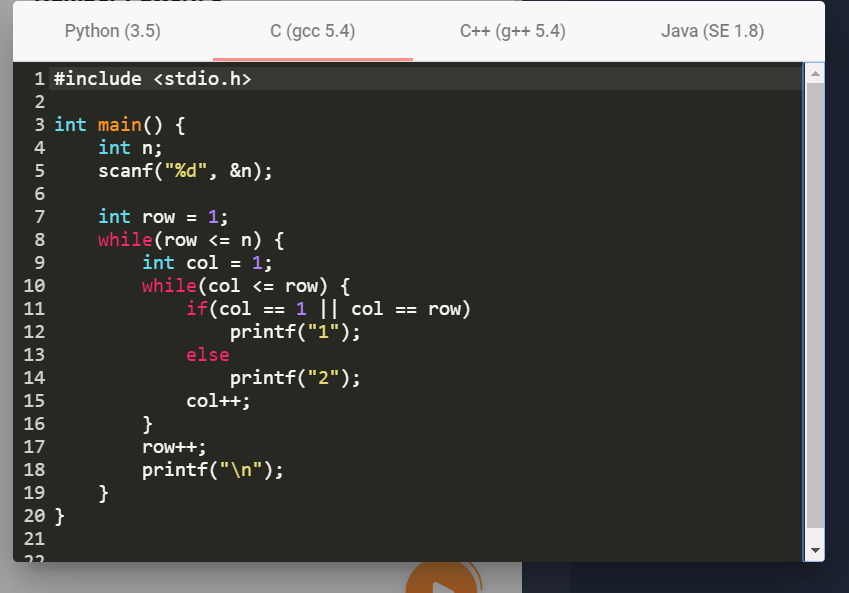 Python (3.5) C (gcc 5.4) C++ (g++ 5.4) Java (SE 1.8)
1 #include <stdio.h>
2
3 int main() {
4     int n;
5     scanf("%d", &n);
6
7     int row = 1;
8     while(row <= n) {
9         int col = 1;
10         while(col <= row) {
11             if(col == 1 || col == row)
12                 printf("1");
13             else
14                 printf("2");
15             col++;
16         }
17         row++;
18         printf("\n");
19     }
20 }
21
22